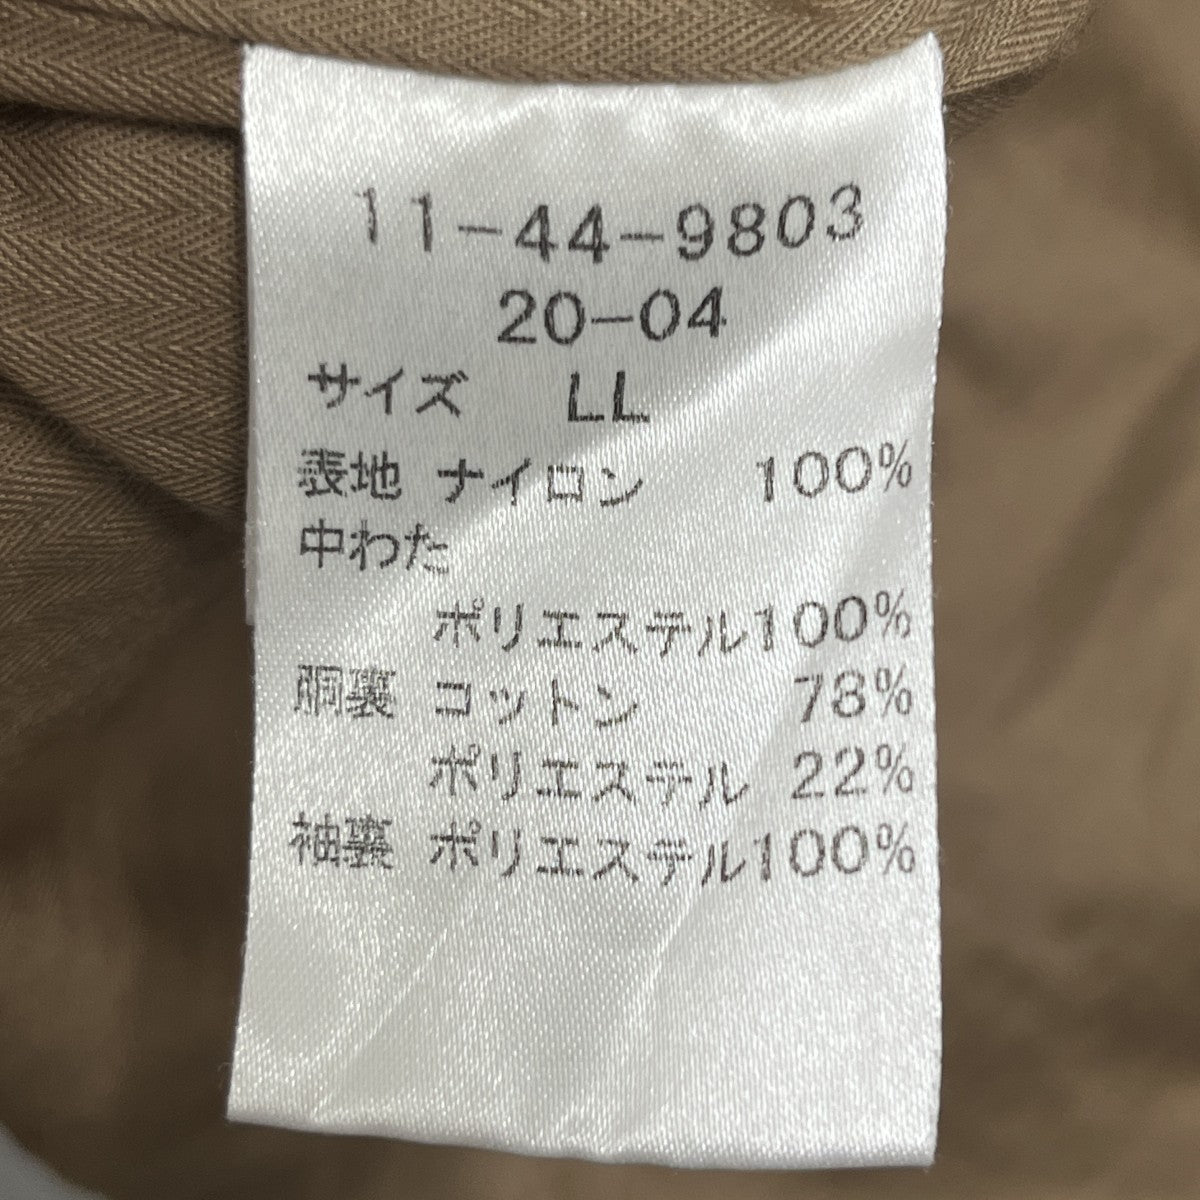 11-44-9803
20-04
サイズ LL
表地 ナイロン 100%
中わた
ポリエステル100%
胴裏 コットン 78%
ポリエステル 22%
袖裏 ポリエステル100%